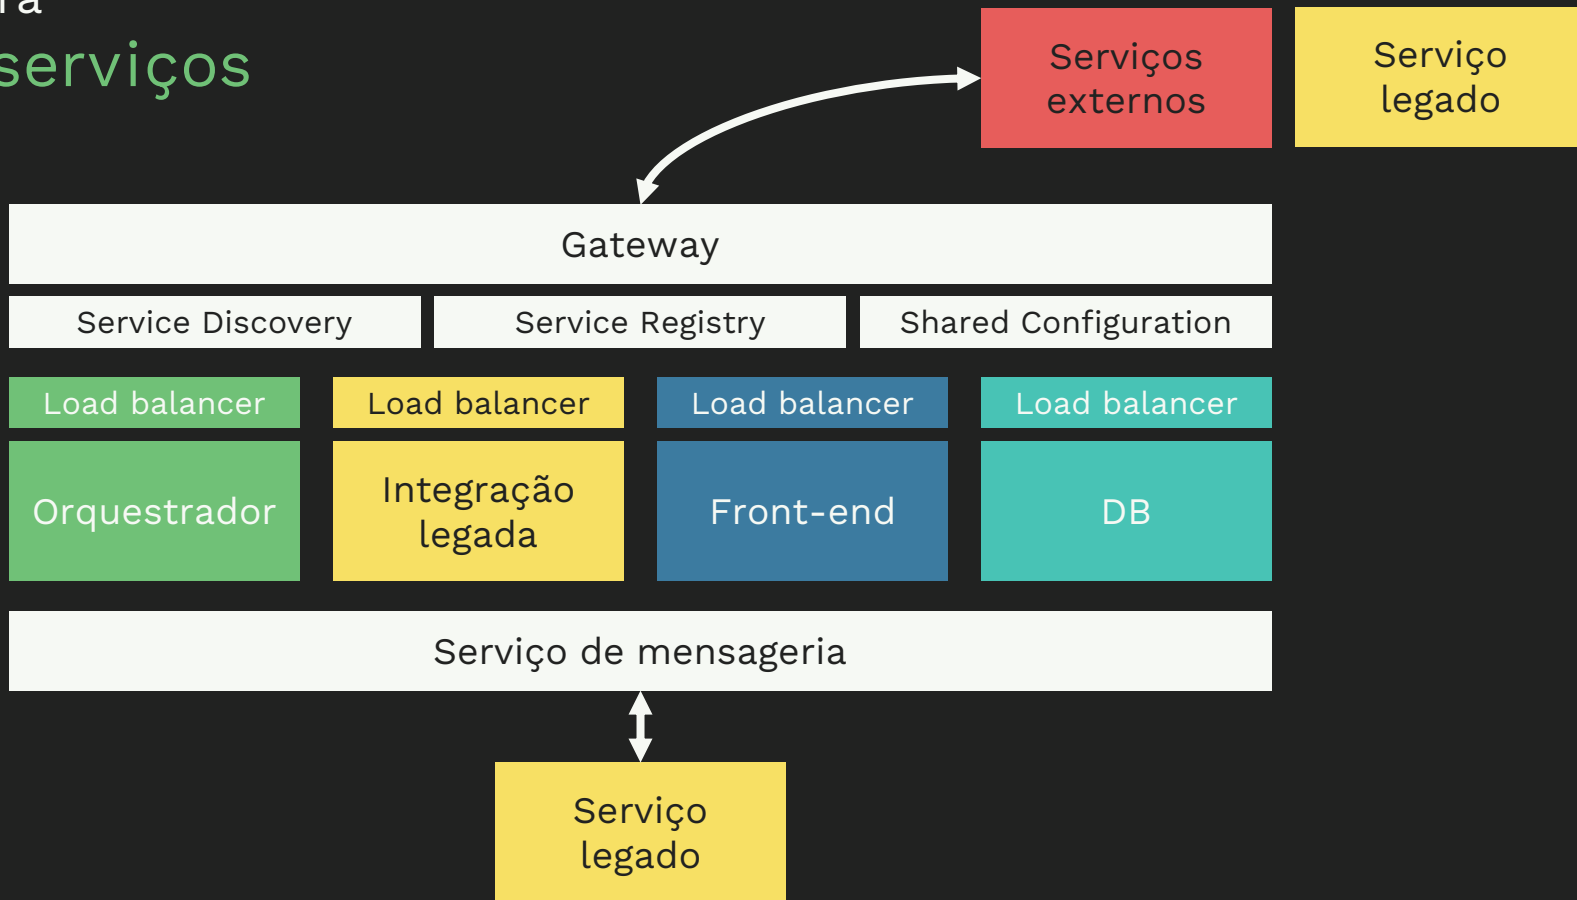 ra
serviços
Serviços
externos
Serviço
legado
Gateway
Service Discovery
Service Registry
Shared Configuration
Load balancer
Load balancer
Load balancer
Load balancer
Orquestrador
Integração
legada
Front-end
DB
Serviço de mensageria
Serviço
legado